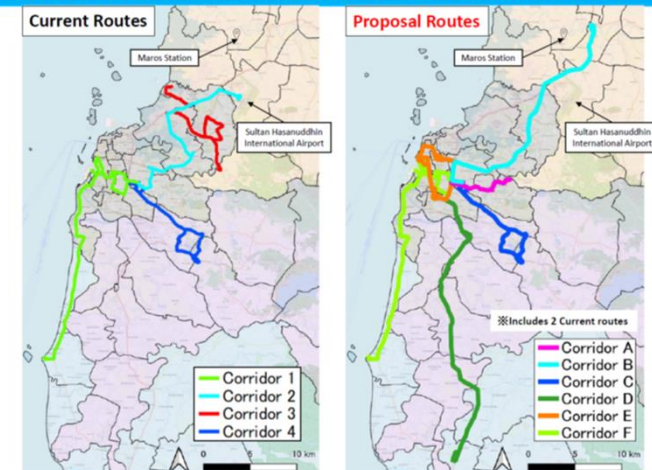 Current Routes
Maros Station
Sultan Hasanuddhin
International Airport
Corridor 1
Corridor 2
Corridor 3
Corridor 4
0 5 10 km
Proposal Routes
Maros Station
Sultan Hasanuddhin
International Airport
※Includes 2 Current routes
Corridor A
Corridor B
Corridor C
Corridor D
Corridor E
Corridor F
0 5 10 km